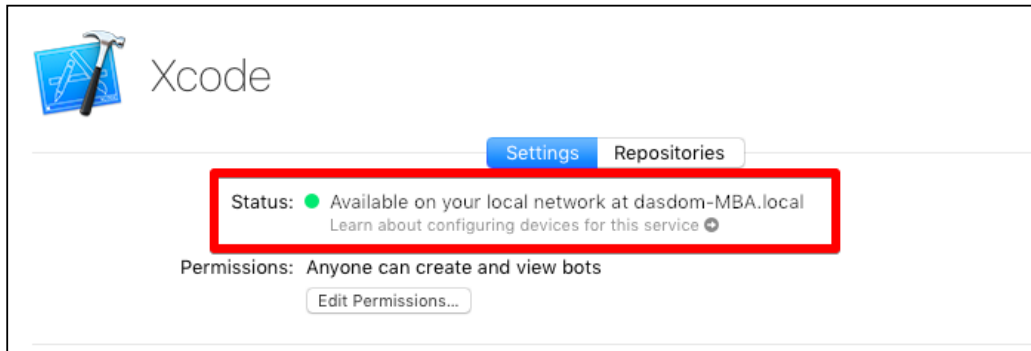 Xcode
Settings Repositories
Status: Available on your local network at dasdom-MBA.local
Learn about configuring devices for this service
Permissions: Anyone can create and view bots
Edit Permissions...